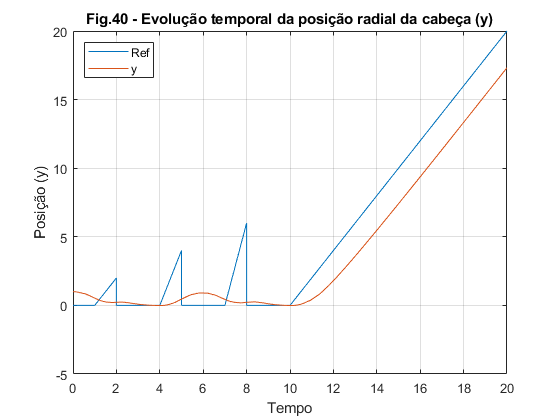 Fig.40 - Evolução temporal da posição radial da cabeça (y)
Ref
y
20
15
10
5
0
-5
Posição (y)
0 2 4 6 8 10 12 14 16 18 20
Tempo